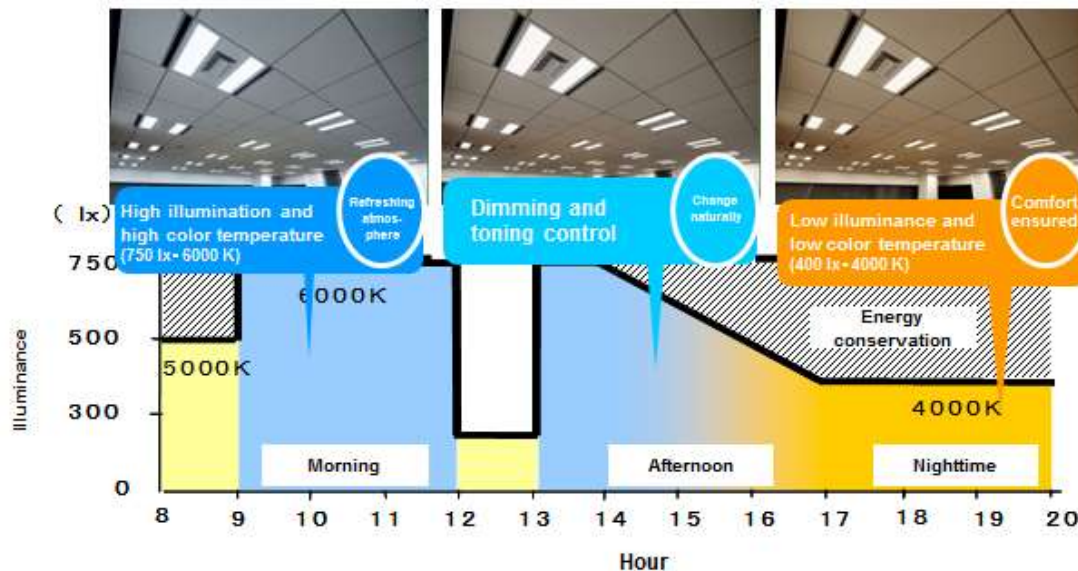 High illumination and
high color temperature
(750 lx- 6000 K)
Refreshing
atmos-
phere
Dimming and
toning control
Change
naturally
Low illuminance and
low color temperature
(400 lx- 4000 K)
Comfort
ensured
( lx)
750
500
300
0
Illuminance
6000K
5000K
4000K
Energy
conservation
Morning
Afternoon
Nighttime
8 9 10 11 12 13 14 15 16 17 18 19 20
Hour